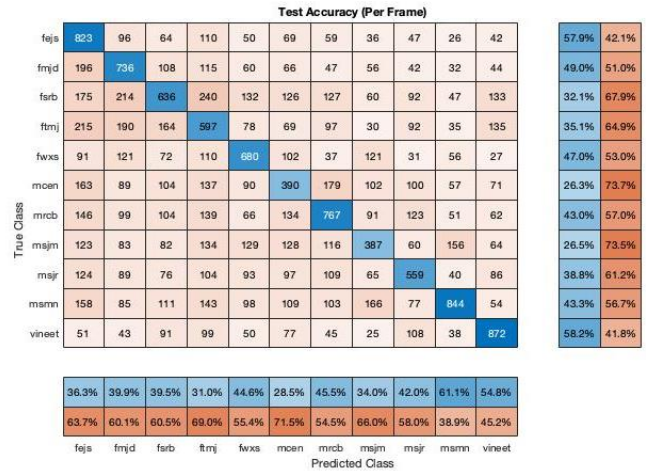 Test Accuracy (Per Frame)
fejs 823 96 64 110 50 69 59 36 47 26 42 57.9% 42.1%
fmjd 196 736 108 115 60 66 47 56 42 32 44 49.0% 51.0%
fsrb 175 214 636 240 132 126 127 60 92 47 133 32.1% 67.9%
ftmj 215 190 164 597 78 69 97 30 92 35 135 35.1% 64.9%
fwxs 91 121 72 110 680 102 37 121 31 56 27 47.0% 53.0%
mcen 163 89 104 137 90 390 179 102 100 57 71 26.3% 73.7%
mrcb 146 99 104 139 66 134 767 91 123 51 62 43.0% 57.0%
msjm 123 83 82 134 129 128 116 387 60 156 64 26.5% 73.5%
msjr 124 89 76 104 93 97 109 65 559 40 86 38.8% 61.2%
msmn 158 85 111 143 98 109 103 166 77 844 54 43.3% 56.7%
vineet 51 43 91 99 50 77 45 25 108 38 872 58.2% 41.8%
True Class
36.3% 39.9% 39.5% 31.0% 44.6% 28.5% 45.5% 34.0% 42.0% 61.1% 54.8%
63.7% 60.1% 60.5% 69.0% 55.4% 71.5% 54.5% 66.0% 58.0% 38.9% 45.2%
fejs fmjd fsrb ftmj fwxs mcen mrcb msjm msjr msmn vineet
Predicted Class